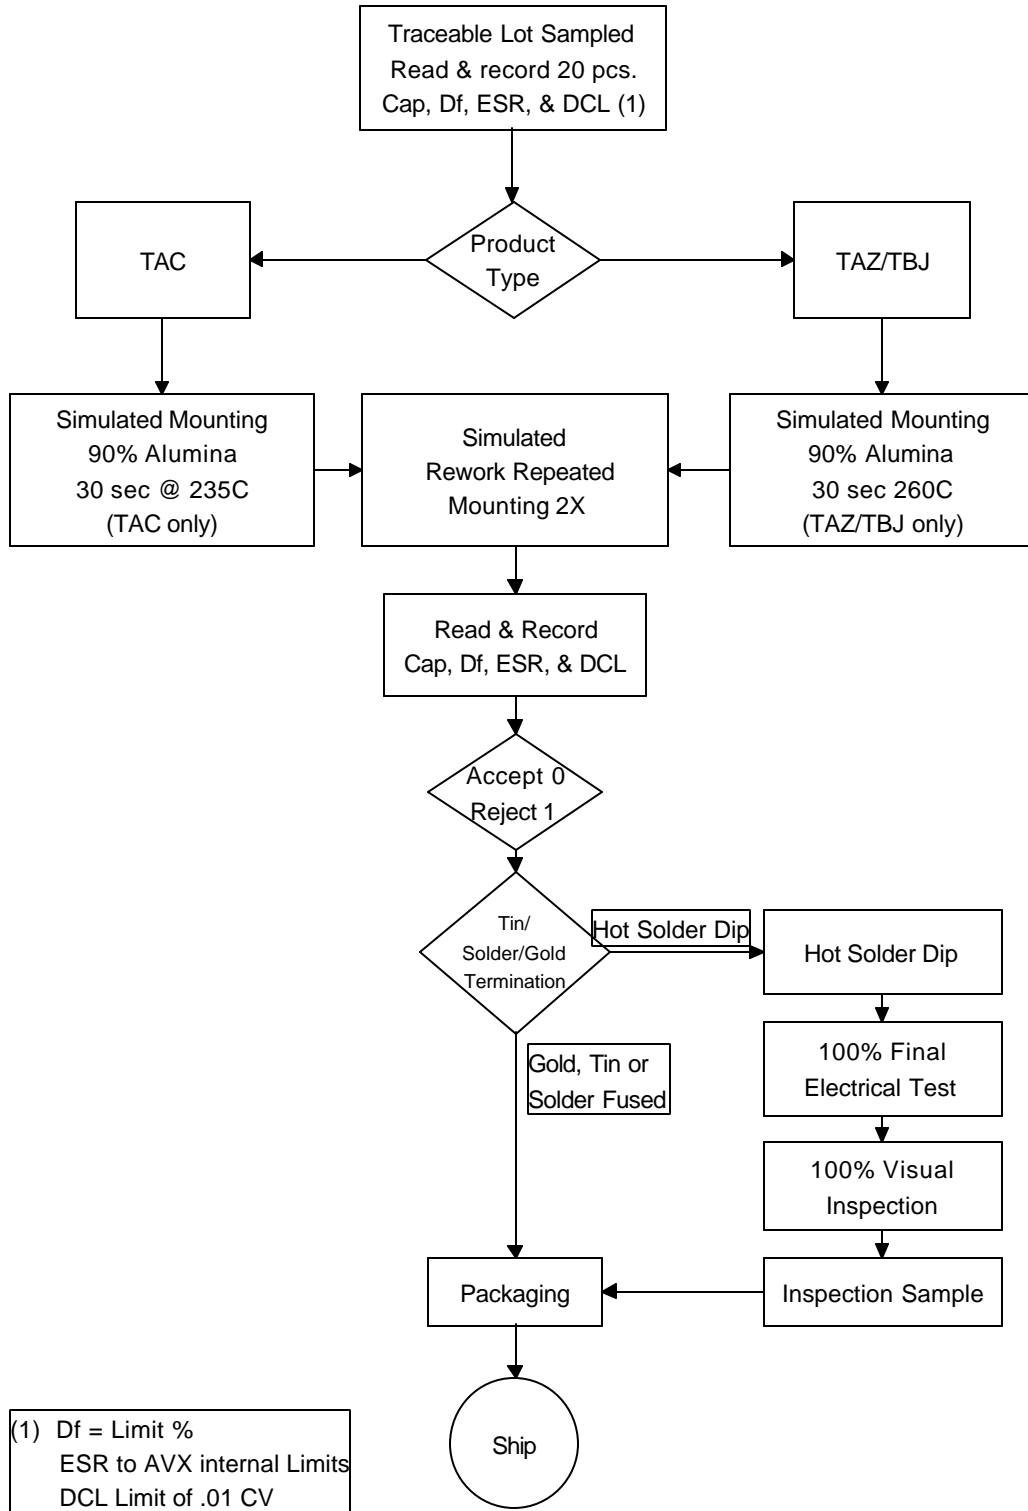 Traceable Lot Sampled
Read & record 20 pcs.
Cap, Df, ESR, & DCL (1)
Product
Type
TAC
TAZ/TBJ
Simulated Mounting
90% Alumina
30 sec @ 235C
(TAC only)
Simulated
Rework Repeated
Mounting 2X
Simulated Mounting
90% Alumina
30 sec 260C
(TAZ/TBJ only)
Read & Record
Cap, Df, ESR, & DCL
Accept 0
Reject 1
Tin/
Solder/Gold
Termination
Hot Solder Dip
Hot Solder Dip
Gold, Tin or
Solder Fused
100% Final
Electrical Test
100% Visual
Inspection
Packaging
Inspection Sample
Ship
(1) Df = Limit %
ESR to AVX internal Limits
DCL Limit of .01 CV